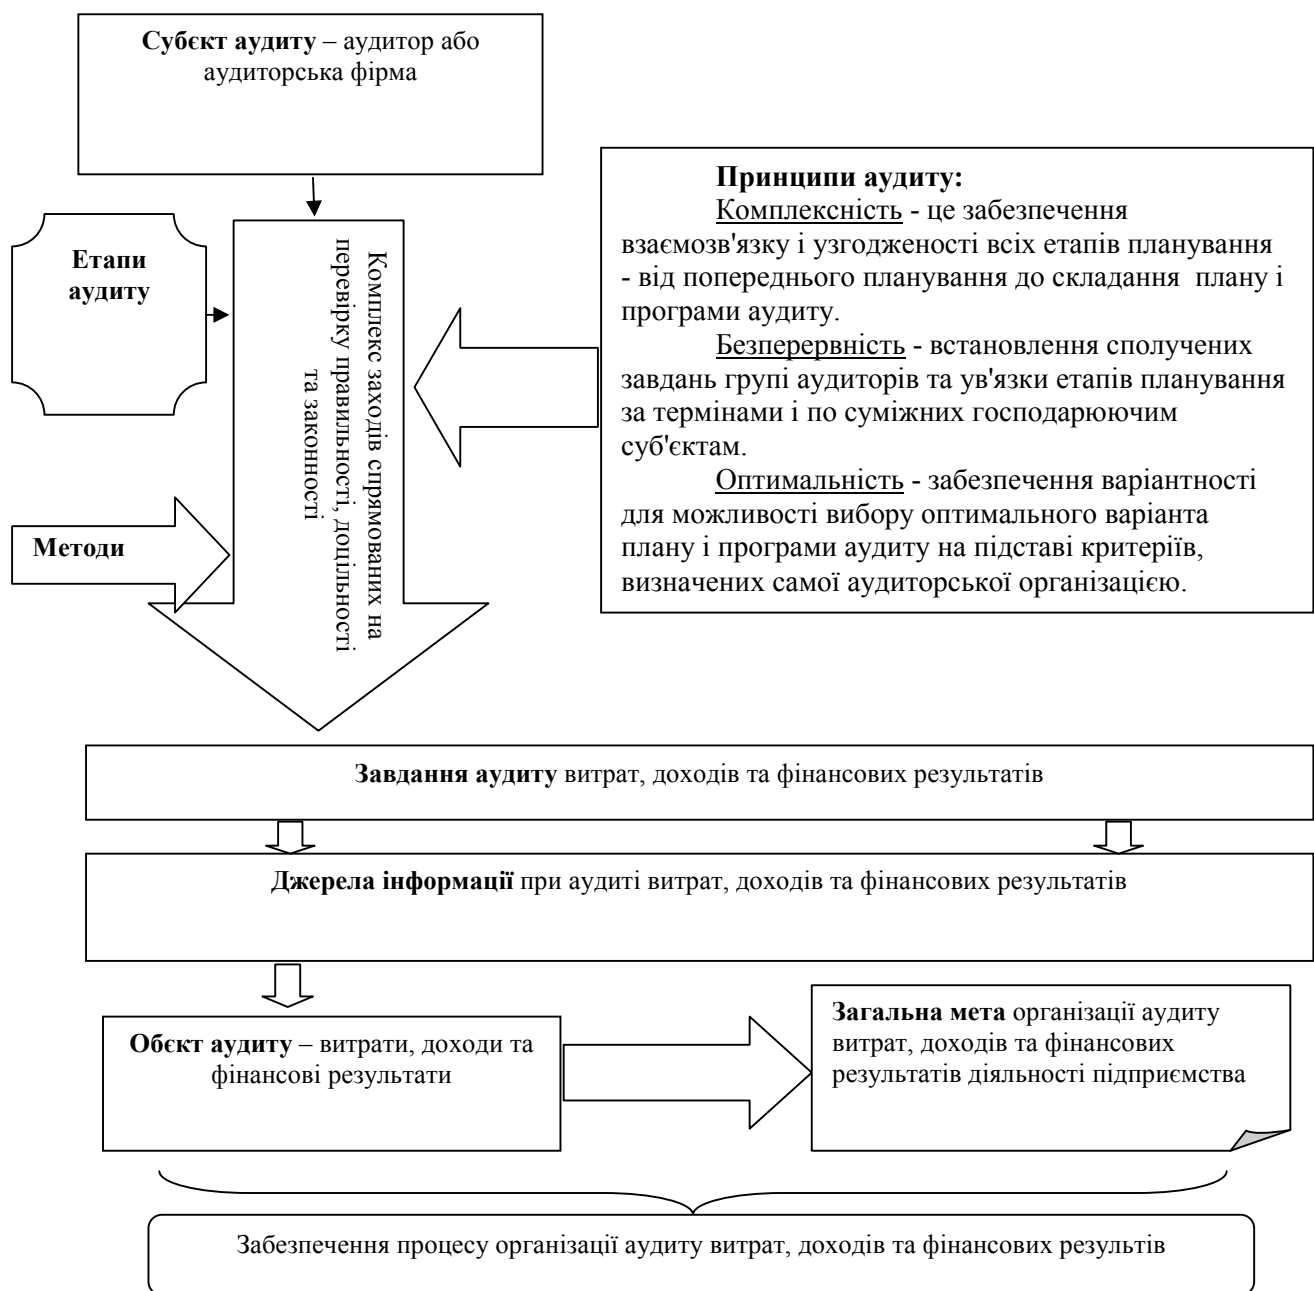 Субєкт аудиту – аудитор або
аудиторська фірма
Принципи аудиту:
Комплексність - це забезпечення
взаємозв'язку і узгодженості всіх етапів планування
- від попереднього планування до складання плану і
програми аудиту.
Безперервність - встановлення сполучених
завдань групі аудиторів та ув'язки етапів планування
за термінами і по суміжних господарюючим
суб'єктам.
Оптимальність - забезпечення варіантності
для можливості вибору оптимального варіанта
плану і програми аудиту на підставі критеріїв,
визначених самої аудиторської організацією.
Етапи
аудиту
Комплекс заходів спрямованих на
перевірку правильності, доцільності
та законності
Методи
Завдання аудиту витрат, доходів та фінансових результатів
Джерела інформації при аудиті витрат, доходів та фінансових результатів
Обєкт аудиту – витрати, доходи та
фінансові результати
Загальна мета організації аудиту
витрат, доходів та фінансових
результатів діяльності підприємства
Забезпечення процесу організації аудиту витрат, доходів та фінансових результів